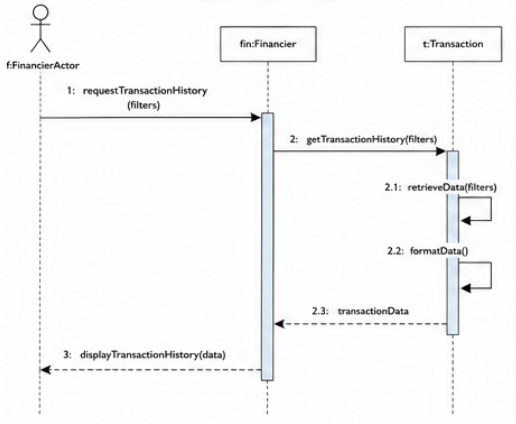 fin:Financier
t:Transaction
f:FinancierActor
1: requestTransactionHistory
(filters)
2: getTransactionHistory(filters)
2.1: retrieveData(filters)
2.2: formatData()
2.3: transactionData
3: displayTransactionHistory(data)